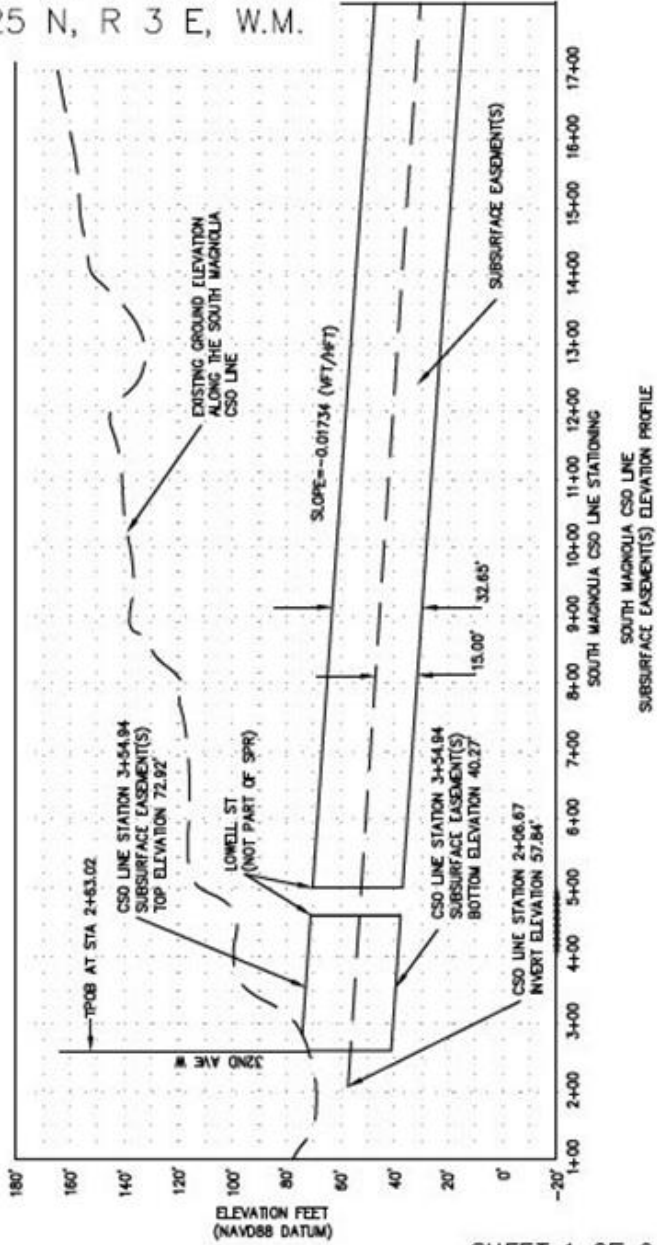 25 N, R 3 E, W.M.
180'
160'
140'
120'
100'
80'
60'
40'
20'
0'
-20'
ELEVATION FEET
(NAVD88 DATUM)
TPOB AT STA 2+63.02
32ND AVE W
CSO LINE STATION 3+54.94
SUBSURFACE EASEMENT(S)
TOP ELEVATION 72.92'
LOWELL ST
(NOT PART OF SPR)
EXISTING GROUND ELEVATION
ALONG THE SOUTH MAGNOLIA
CSO LINE
SLOPE=-0.01734 (VFT/HFT)
SUBSURFACE EASEMENT(S)
15.00'
32.65'
CSO LINE STATION 3+54.94
SUBSURFACE EASEMENT(S)
BOTTOM ELEVATION 40.27'
CSO LINE STATION 2+06.67
INVERT ELEVATION 57.84'
1+00
2+00
3+00
4+00
5+00
6+00
7+00
8+00
9+00
10+00
11+00
12+00
13+00
14+00
15+00
16+00
17+00
SOUTH MAGNOLIA CSO LINE STATIONING
SOUTH MAGNOLIA CSO LINE
SUBSURFACE EASEMENT(S) ELEVATION PROFILE